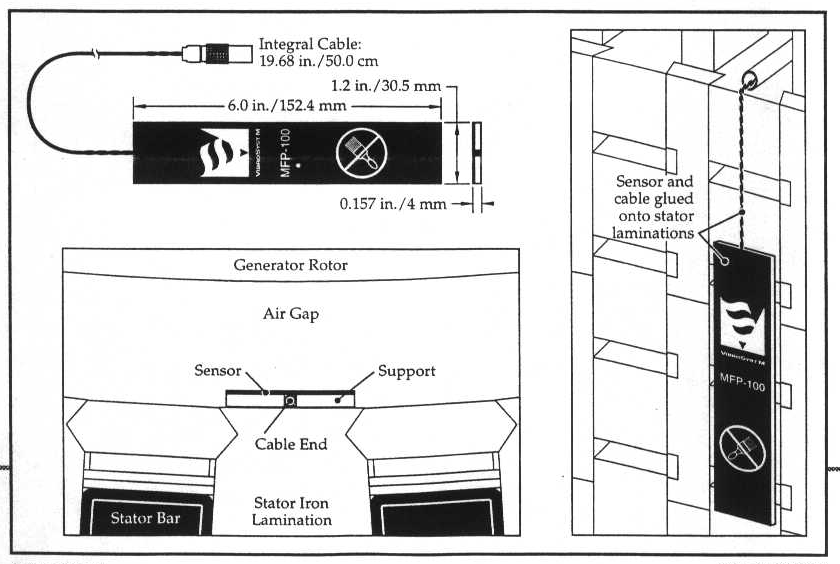 Integral Cable:
19.68 in./50.0 cm
1.2 in./30.5 mm
6.0 in./152.4 mm
VIBROSYSTM
MFP-100
0.157 in./4 mm
Generator Rotor
Air Gap
Sensor
Support
Cable End
Stator Bar
Stator Iron
Lamination
Sensor and
cable glued
onto stator
laminations
VIBROSYSTM
MFP-100